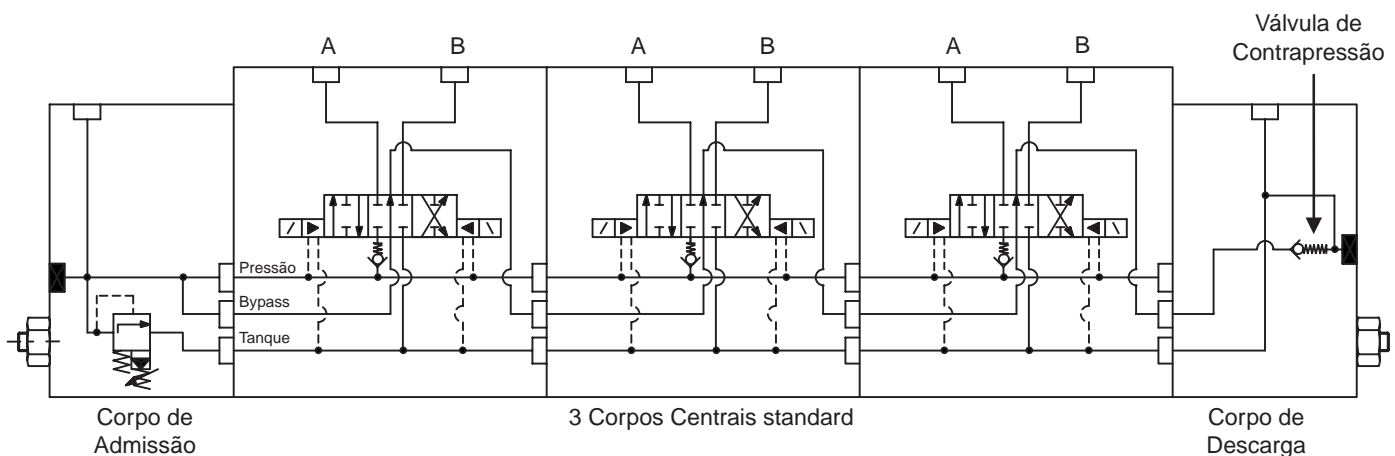 Válvula de
Contrapressão
A
B
A
B
A
B
Pressão
Bypass
Tanque
Corpo de
Admissão
3 Corpos Centrais standard
Corpo de
Descarga